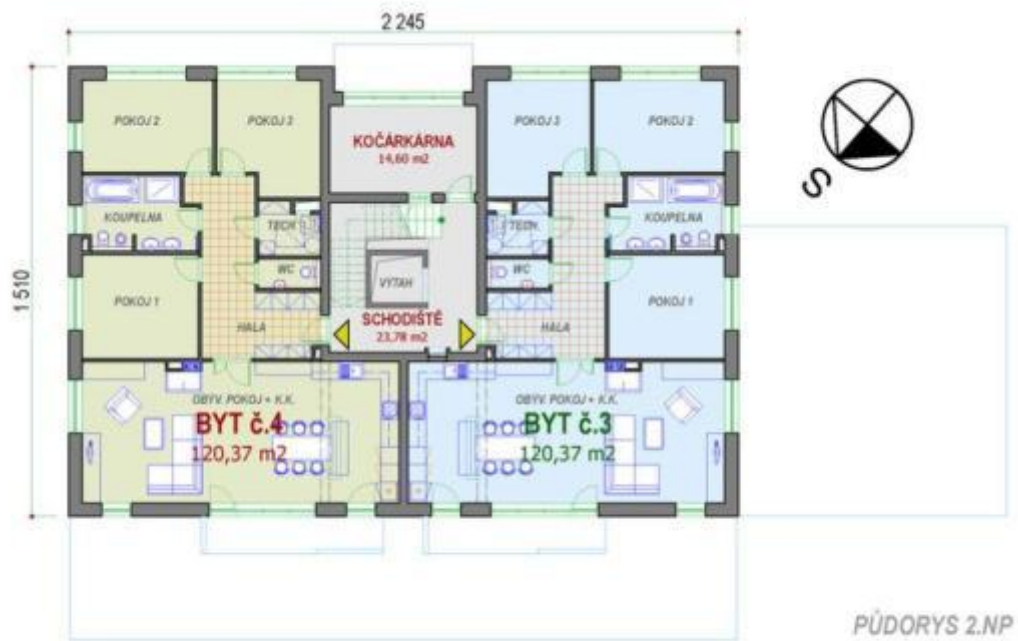 2 245
POKOJ 2
POKOJ 3
KOČÁRKÁRNA
14,60 m2
POKOJ 3
POKOJ 2
S
KOUPELNA
TECH.
TECH.
KOUPELNA
1 510
WC
VÝTAH
WC
POKOJ 1
POKOJ 1
HALA
SCHODIŠTĚ
23,78 m2
HALA
OBÝV. POKOJ + K.K.
BYT č.4
120,37 m2
OBÝV. POKOJ + K.K.
BYT č.3
120,37 m2
PŮDORYS 2.NP